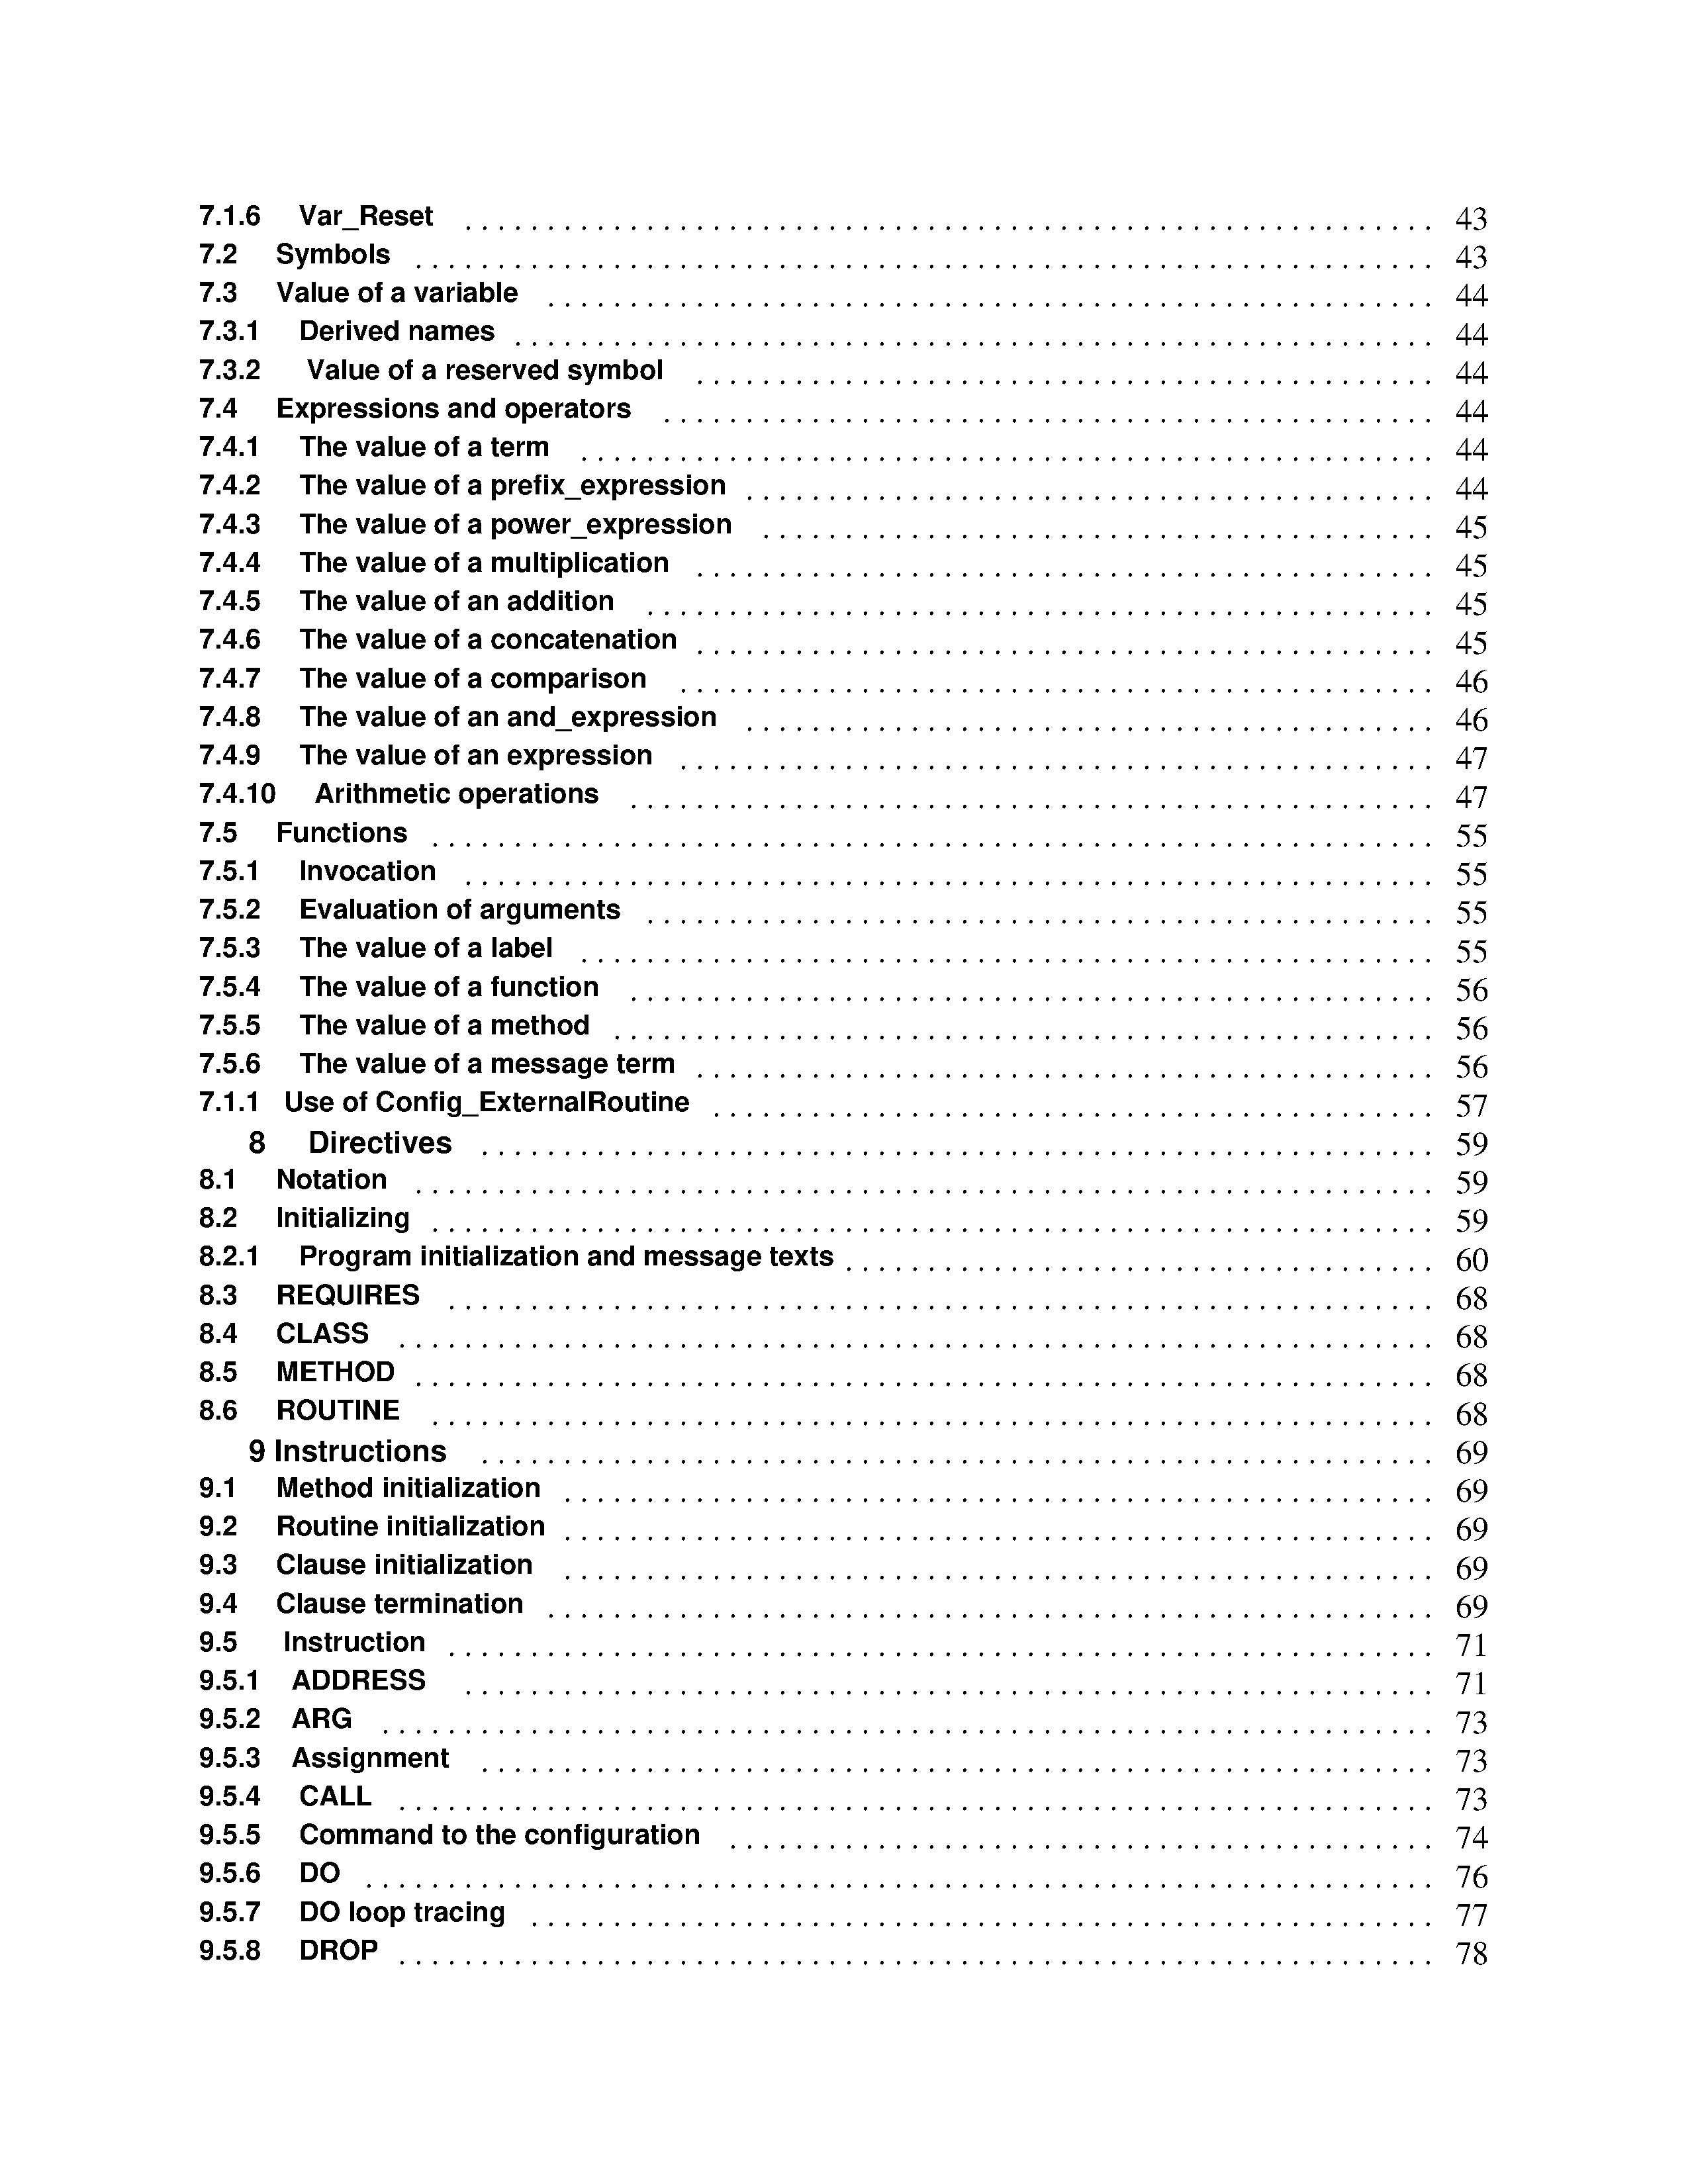 7.1.6 Var_Reset . . . . . . . . . . . . . . . . . . . . 43
7.2 Symbols . . . . . . . . . . . . . . . . . . . . 43
7.3 Value of a variable . . . . . . . . . . . . . . . . . . . . 44
7.3.1 Derived names . . . . . . . . . . . . . . . . . . . . 44
7.3.2 Value of a reserved symbol . . . . . . . . . . . . . . . . . . . . 44
7.4 Expressions and operators . . . . . . . . . . . . . . . . . . . . 44
7.4.1 The value of a term . . . . . . . . . . . . . . . . . . . . 44
7.4.2 The value of a prefix_expression . . . . . . . . . . . . . . . . . . . . 44
7.4.3 The value of a power_expression . . . . . . . . . . . . . . . . . . . . 45
7.4.4 The value of a multiplication . . . . . . . . . . . . . . . . . . . . 45
7.4.5 The value of an addition . . . . . . . . . . . . . . . . . . . . 45
7.4.6 The value of a concatenation . . . . . . . . . . . . . . . . . . . . 45
7.4.7 The value of a comparison . . . . . . . . . . . . . . . . . . . . 46
7.4.8 The value of an and_expression . . . . . . . . . . . . . . . . . . . . 46
7.4.9 The value of an expression . . . . . . . . . . . . . . . . . . . . 47
7.4.10 Arithmetic operations . . . . . . . . . . . . . . . . . . . . 47
7.5 Functions . . . . . . . . . . . . . . . . . . . . 55
7.5.1 Invocation . . . . . . . . . . . . . . . . . . . . 55
7.5.2 Evaluation of arguments . . . . . . . . . . . . . . . . . . . . 55
7.5.3 The value of a label . . . . . . . . . . . . . . . . . . . . 55
7.5.4 The value of a function . . . . . . . . . . . . . . . . . . . . 56
7.5.5 The value of a method . . . . . . . . . . . . . . . . . . . . 56
7.5.6 The value of a message term . . . . . . . . . . . . . . . . . . . . 56
7.1.1 Use of Config_ExternalRoutine . . . . . . . . . . . . . . . . . . . . 57
8 Directives . . . . . . . . . . . . . . . . . . . . 59
8.1 Notation . . . . . . . . . . . . . . . . . . . . 59
8.2 Initializing . . . . . . . . . . . . . . . . . . . . 59
8.2.1 Program initialization and message texts . . . . . . . . . . . . . . . . . . . . 60
8.3 REQUIRES . . . . . . . . . . . . . . . . . . . . 68
8.4 CLASS . . . . . . . . . . . . . . . . . . . . 68
8.5 METHOD . . . . . . . . . . . . . . . . . . . . 68
8.6 ROUTINE . . . . . . . . . . . . . . . . . . . . 68
9 Instructions . . . . . . . . . . . . . . . . . . . . 69
9.1 Method initialization . . . . . . . . . . . . . . . . . . . . 69
9.2 Routine initialization . . . . . . . . . . . . . . . . . . . . 69
9.3 Clause initialization . . . . . . . . . . . . . . . . . . . . 69
9.4 Clause termination . . . . . . . . . . . . . . . . . . . . 69
9.5 Instruction . . . . . . . . . . . . . . . . . . . . 71
9.5.1 ADDRESS . . . . . . . . . . . . . . . . . . . . 71
9.5.2 ARG . . . . . . . . . . . . . . . . . . . . 73
9.5.3 Assignment . . . . . . . . . . . . . . . . . . . . 73
9.5.4 CALL . . . . . . . . . . . . . . . . . . . . 73
9.5.5 Command to the configuration . . . . . . . . . . . . . . . . . . . . 74
9.5.6 DO . . . . . . . . . . . . . . . . . . . . 76
9.5.7 DO loop tracing . . . . . . . . . . . . . . . . . . . . 77
9.5.8 DROP . . . . . . . . . . . . . . . . . . . . 78